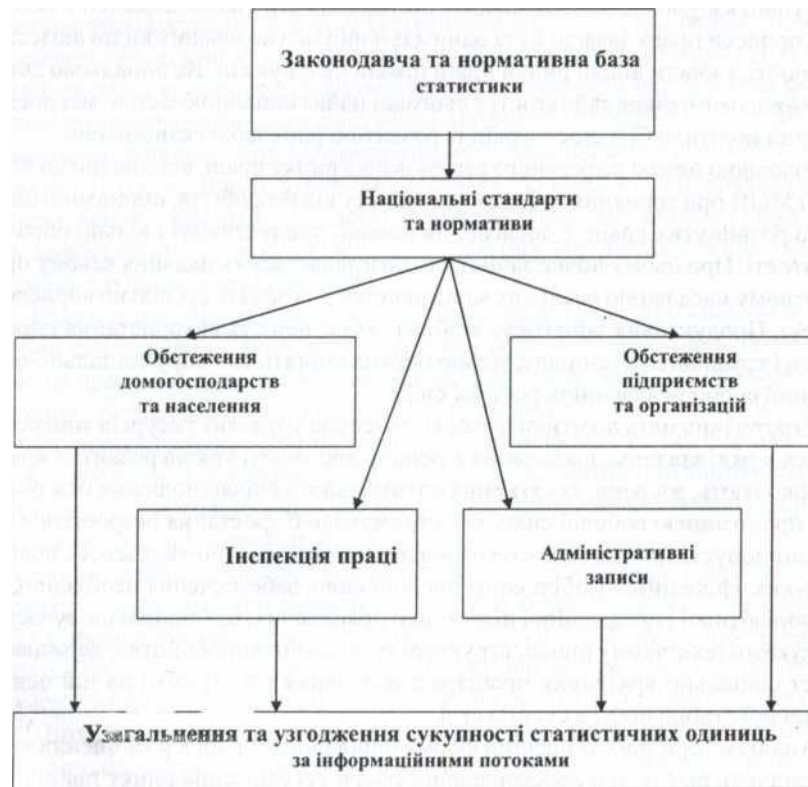 Законодавча та нормативна база
статистики
Національні стандарти
та нормативи
Обстеження
домогосподарств
та населення
Обстеження
підприємств
та організацій
Інспекція праці
Адміністративні
записи
Узагальнення та узгодження сукупності статистичних одиниць
за інформаційними потоками